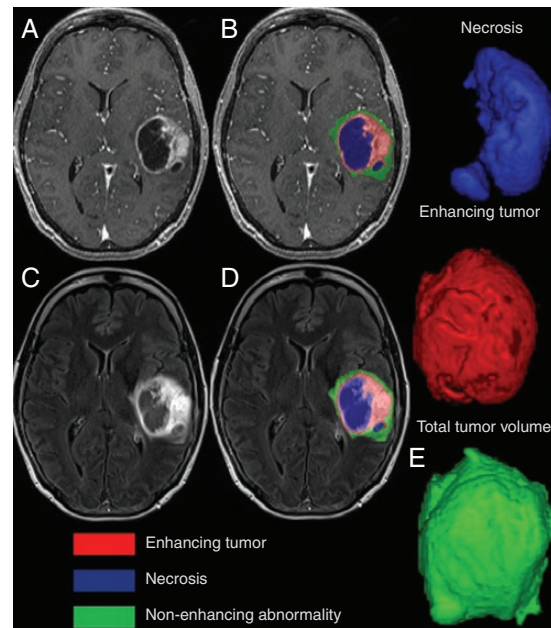 A
B
Necrosis
Enhancing tumor
C
D
Total tumor volume
E
Enhancing tumor
Necrosis
Non-enhancing abnormality